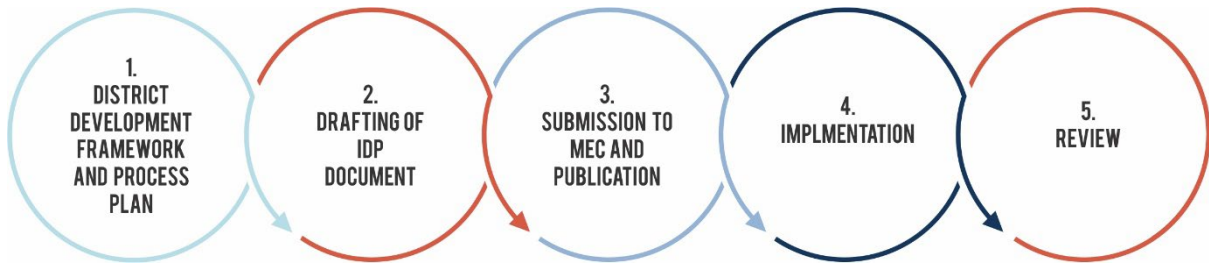 1.
DISTRICT
DEVELOPMENT
FRAMEWORK
AND PROCESS
PLAN
2.
DRAFTING OF
IDP
DOCUMENT
3.
SUBMISSION TO
MEC AND
PUBLICATION
4.
IMPLMENTATION
5.
REVIEW